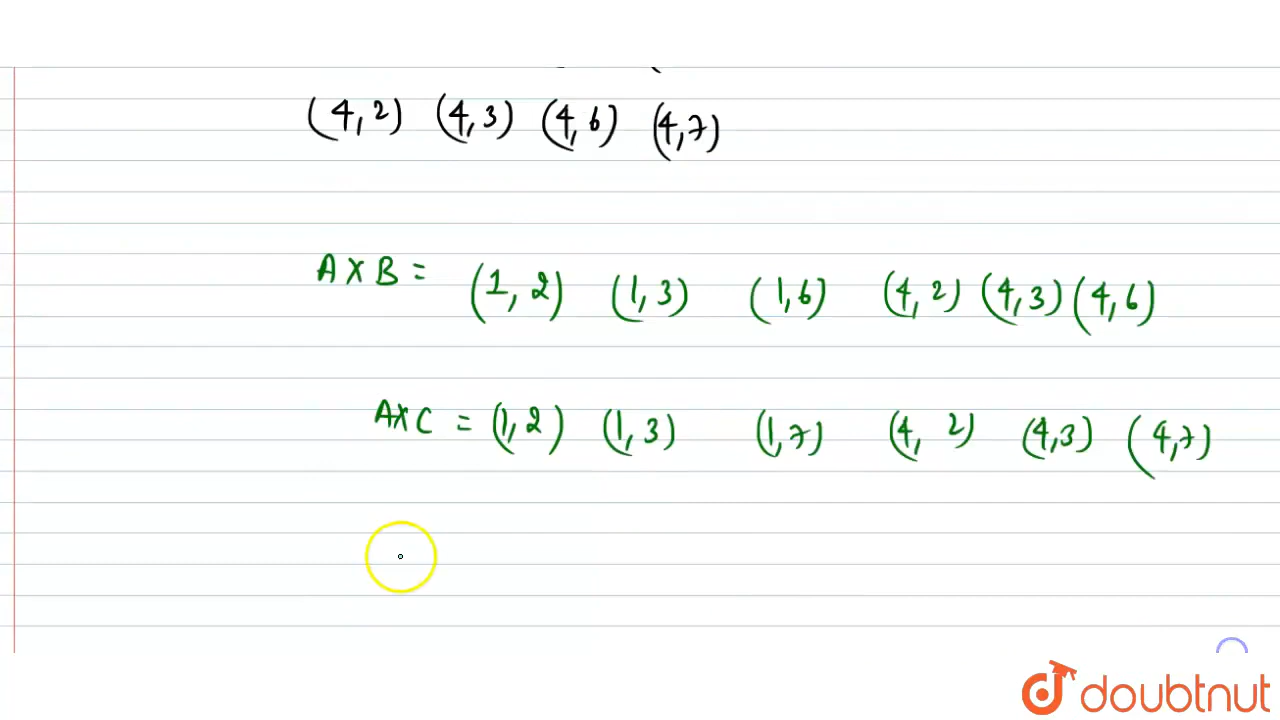 (4,2) (4,3) (4,6) (4,7)
A X B = (1, 2) (1, 3) (1, 6) (4, 2) (4, 3) (4, 6)
AXC = (1, 2) (1, 3) (1, 7) (4, 2) (4,3) (4,7)
doubtnut